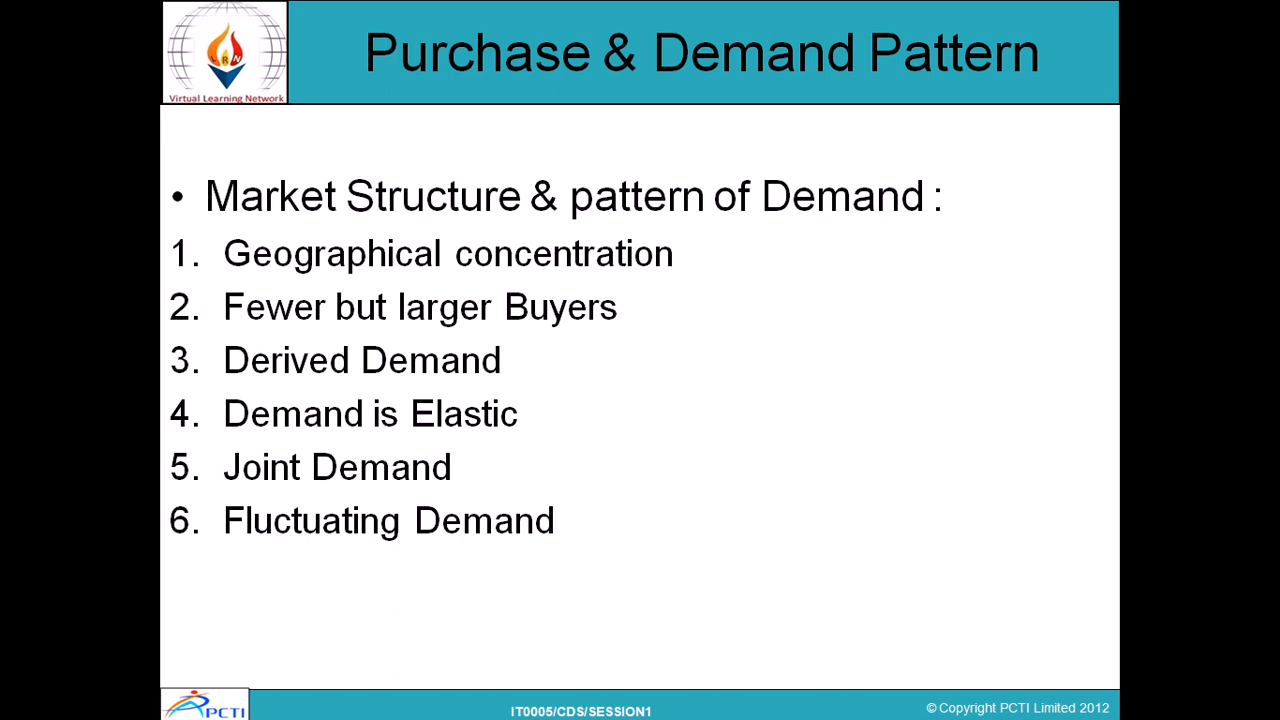 Purchase & Demand Pattern
Virtual Learning Network
• Market Structure & pattern of Demand :
1. Geographical concentration
2. Fewer but larger Buyers
3. Derived Demand
4. Demand is Elastic
5. Joint Demand
6. Fluctuating Demand
PCTI
IT0005/CDS/SESSION1
© Copyright PCTI Limited 2012